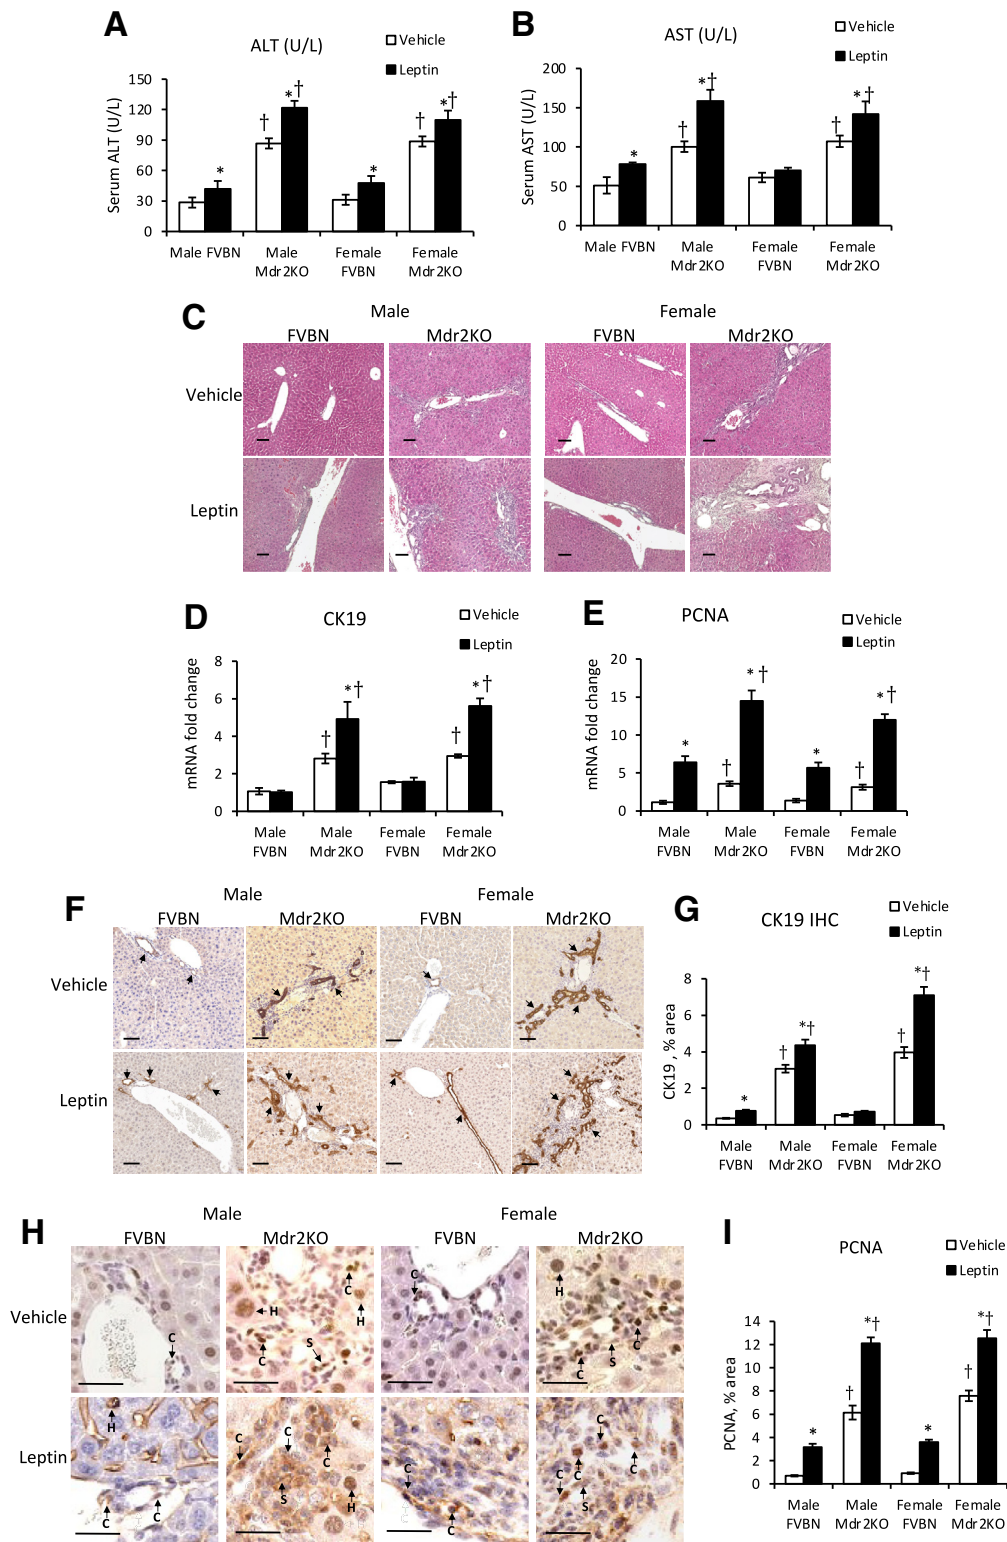 A
ALT (U/L)
Vehicle
Leptin
Serum ALT (U/L)
150
120
90
60
30
0
*
†
*†
*
†
*†
Male FVBN
Male Mdr2KO
Female FVBN
Female Mdr2KO
B
AST (U/L)
Vehicle
Leptin
Serum AST (U/L)
200
150
100
50
0
*
†
*†
†
*†
Male FVBN
Male Mdr2KO
Female FVBN
Female Mdr2KO
C
Male
Female
FVBN
Mdr2KO
FVBN
Mdr2KO
Vehicle
Leptin
D
CK19
Vehicle
Leptin
mRNA fold change
8
6
4
2
0
†
*†
†
*†
Male FVBN
Male Mdr2KO
Female FVBN
Female Mdr2KO
E
PCNA
Vehicle
Leptin
mRNA fold change
20
15
10
5
0
*
†
*†
*
†
*†
Male FVBN
Male Mdr2KO
Female FVBN
Female Mdr2KO
F
Male
Female
FVBN
Mdr2KO
FVBN
Mdr2KO
Vehicle
Leptin
G
CK19 IHC
Vehicle
Leptin
CK19 , % area
8
6
4
2
0
*
†
*†
†
*†
Male FVBN
Male Mdr2KO
Female FVBN
Female Mdr2KO
H
Male
Female
FVBN
Mdr2KO
FVBN
Mdr2KO
Vehicle
C
H
C
H
C
S
C
H
C
S
C
Leptin
H
C
C
C
C
C
S
H
C
C
C
C
C
C
S
I
PCNA
Vehicle
Leptin
PCNA, % area
14
12
10
8
6
4
2
0
*
†
*†
*
†
*†
Male FVBN
Male Mdr2KO
Female FVBN
Female Mdr2KO